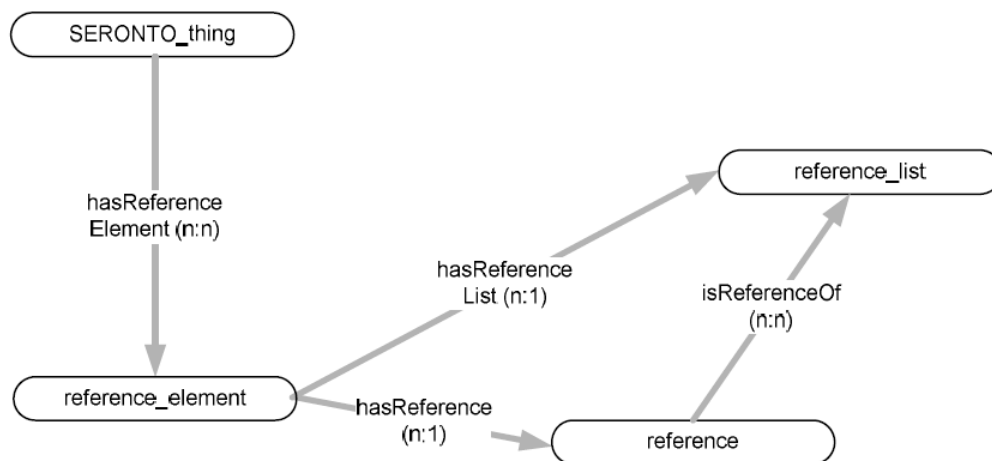 SERONTO_thing
hasReference
Element (n:n)
reference_list
hasReference
List (n:1)
isReferenceOf
(n:n)
reference_element
hasReference
(n:1)
reference